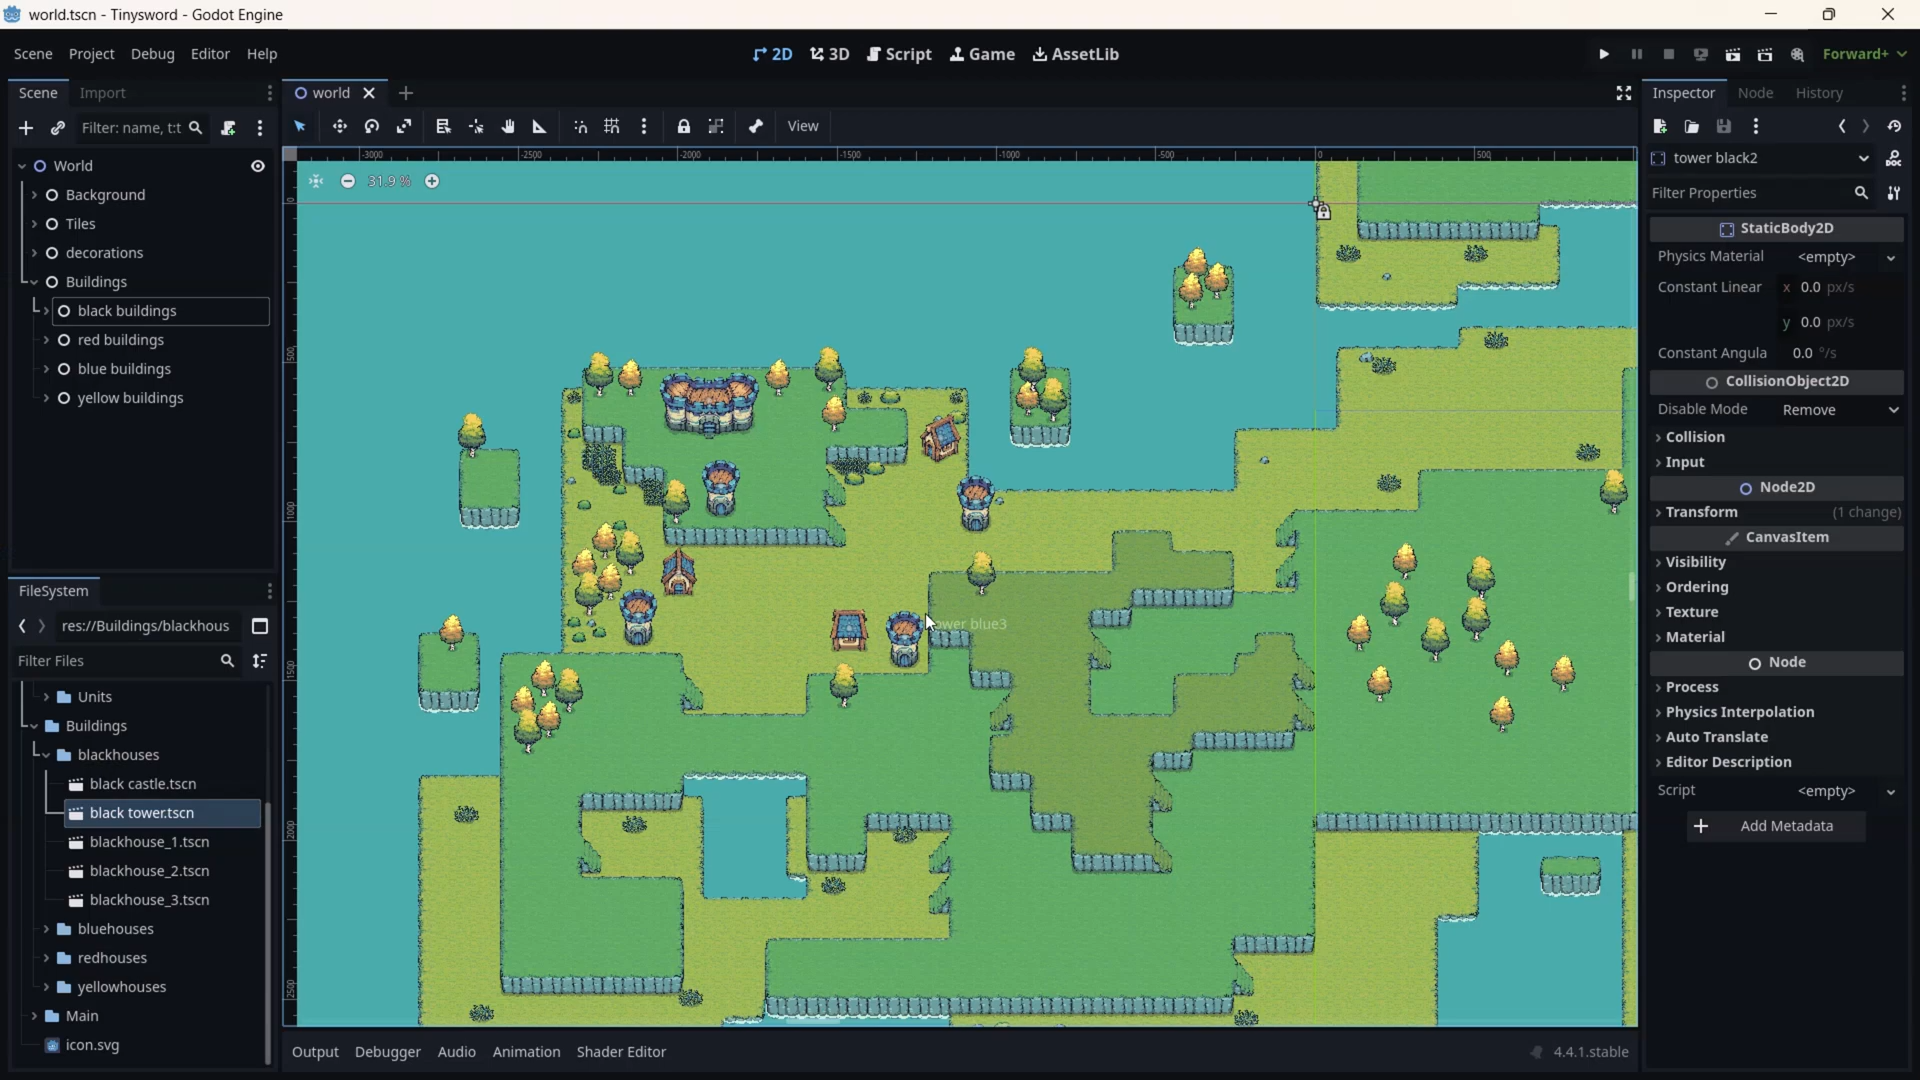 world.tscn - Tinysword - Godot Engine
Scene Project Debug Editor Help
2D 3D Script Game AssetLib
Forward+
Scene Import
world
Inspector Node History
Filter: name, t:t
View
World
Background
Tiles
decorations
Buildings
black buildings
red buildings
blue buildings
yellow buildings
-3000 -2500 -2000 -1500 -1000 -500 0 500
31.9 %
0
500
1000
1500
2000
2500
tower blue3
FileSystem
res://Buildings/blackhous
Filter Files
Units
Buildings
blackhouses
black castle.tscn
black tower.tscn
blackhouse_1.tscn
blackhouse_2.tscn
blackhouse_3.tscn
bluehouses
redhouses
yellowhouses
Main
icon.svg
Output Debugger Audio Animation Shader Editor
4.4.1.stable
tower black2
Filter Properties
StaticBody2D
Physics Material <empty>
Constant Linear x 0.0 px/s
y 0.0 px/s
Constant Angula 0.0 °/s
CollisionObject2D
Disable Mode Remove
Collision
Input
Node2D
Transform (1 change)
CanvasItem
Visibility
Ordering
Texture
Material
Node
Process
Physics Interpolation
Auto Translate
Editor Description
Script <empty>
Add Metadata